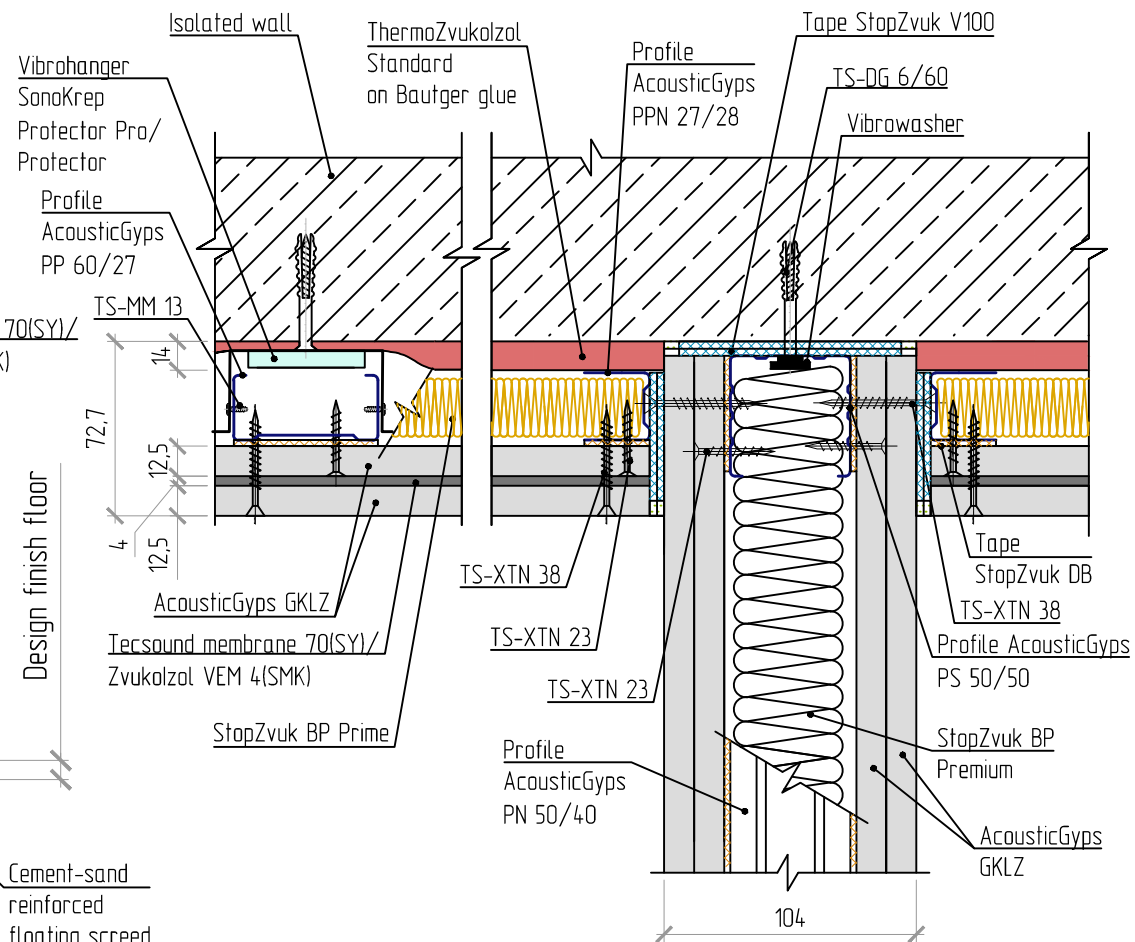 Isolated wall
Vibrohanger
SonoKrep
Protector Pro/
Protector
ThermoZvukoIzol
Standard
on Bautger glue
Profile
AcousticGyps
PPN 27/28
Tape StopZvuk V100
TS-DG 6/60
Vibrowasher
Profile
AcousticGyps
PP 60/27
TS-MM 13
70(SY)/
14
72,7
12,5
4
12,5
Design finish floor
AcousticGyps GKLZ
Tecsound membrane 70(SY)/
ZvukoIzol VEM 4(SMK)
StopZvuk BP Prime
TS-XTN 38
TS-XTN 23
TS-XTN 23
Profile
AcousticGyps
PN 50/40
Tape
StopZvuk DB
TS-XTN 38
Profile AcousticGyps
PS 50/50
StopZvuk BP
Premium
AcousticGyps
GKLZ
104
Cement-sand
reinforced
floating screed